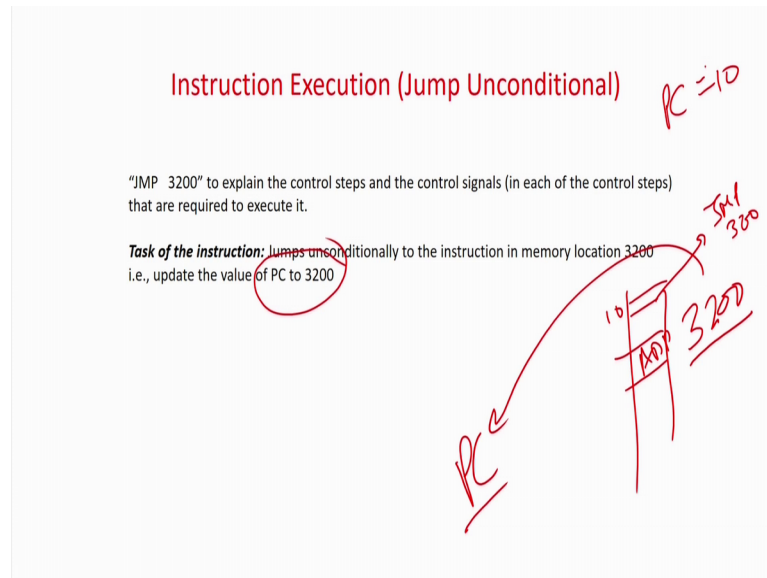 Instruction Execution (Jump Unconditional)
PC = 10
“JMP 3200” to explain the control steps and the control signals (in each of the control steps)
that are required to execute it.
JMP
320
Task of the instruction: Jumps unconditionally to the instruction in memory location 3200
i.e., update the value of PC to 3200
10
3200
ADD
PC